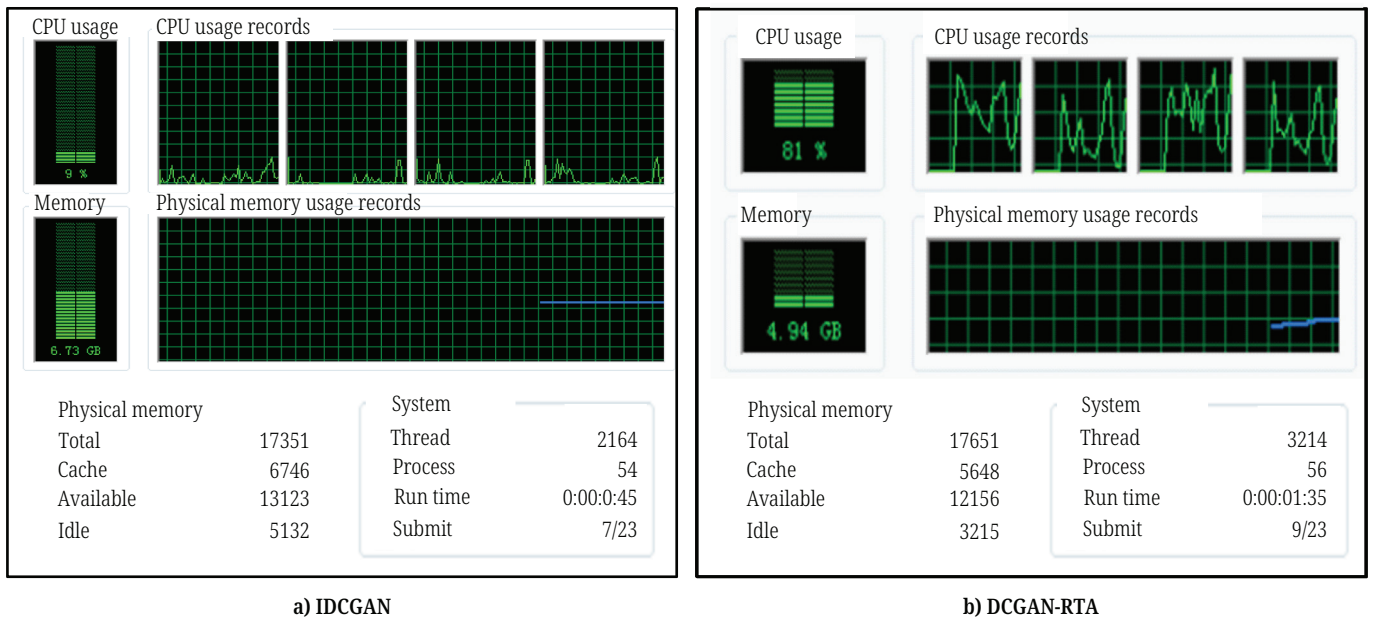 CPU usage
CPU usage records
9 %
Memory
Physical memory usage records
6.73 GB
Physical memory
Total 17351
Cache 6746
Available 13123
Idle 5132
System
Thread 2164
Process 54
Run time 0:00:0:45
Submit 7/23
a) IDCGAN
CPU usage
CPU usage records
81 %
Memory
Physical memory usage records
4.94 GB
Physical memory
Total 17651
Cache 5648
Available 12156
Idle 3215
System
Thread 3214
Process 56
Run time 0:00:01:35
Submit 9/23
b) DCGAN-RTA